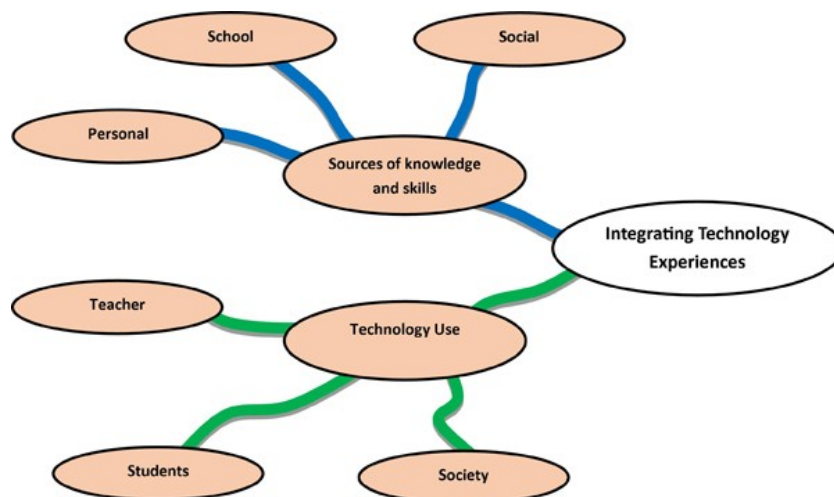 School
Social
Personal
Sources of knowledge
and skills
Integrating Technology
Experiences
Teacher
Technology Use
Students
Society